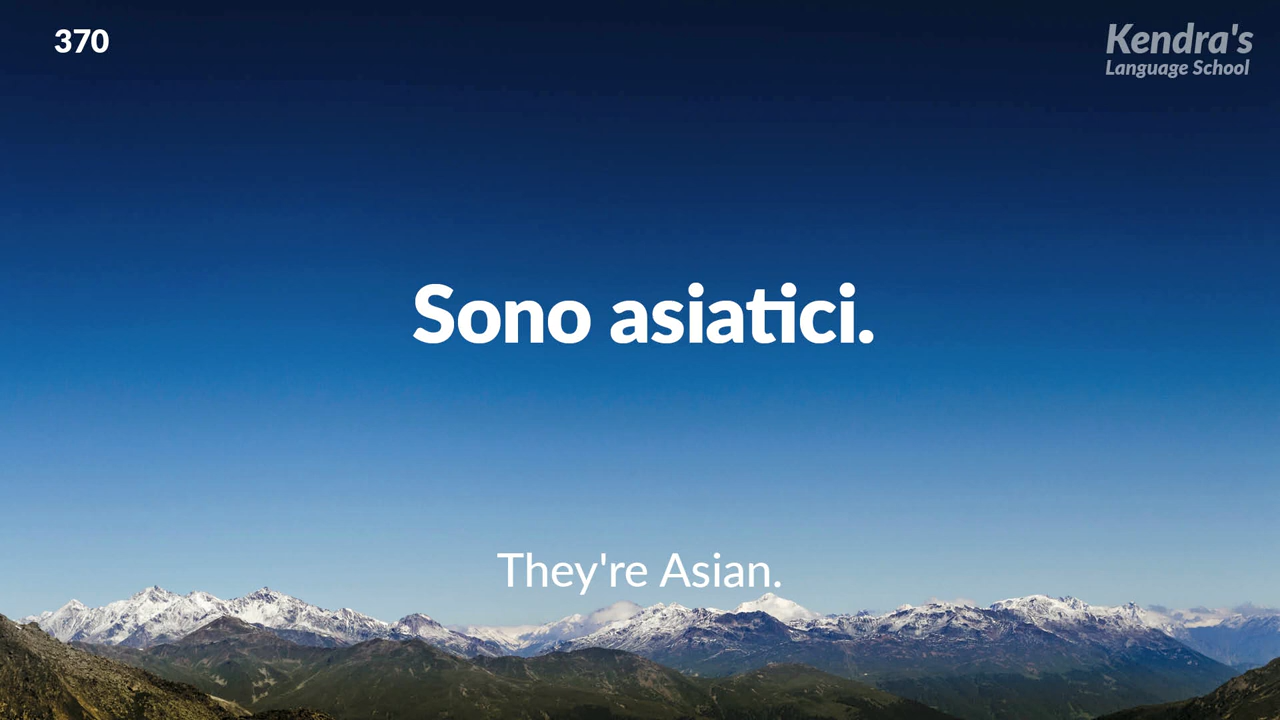 370
Kendra's
Language School
Sono asiatici.
They're Asian.